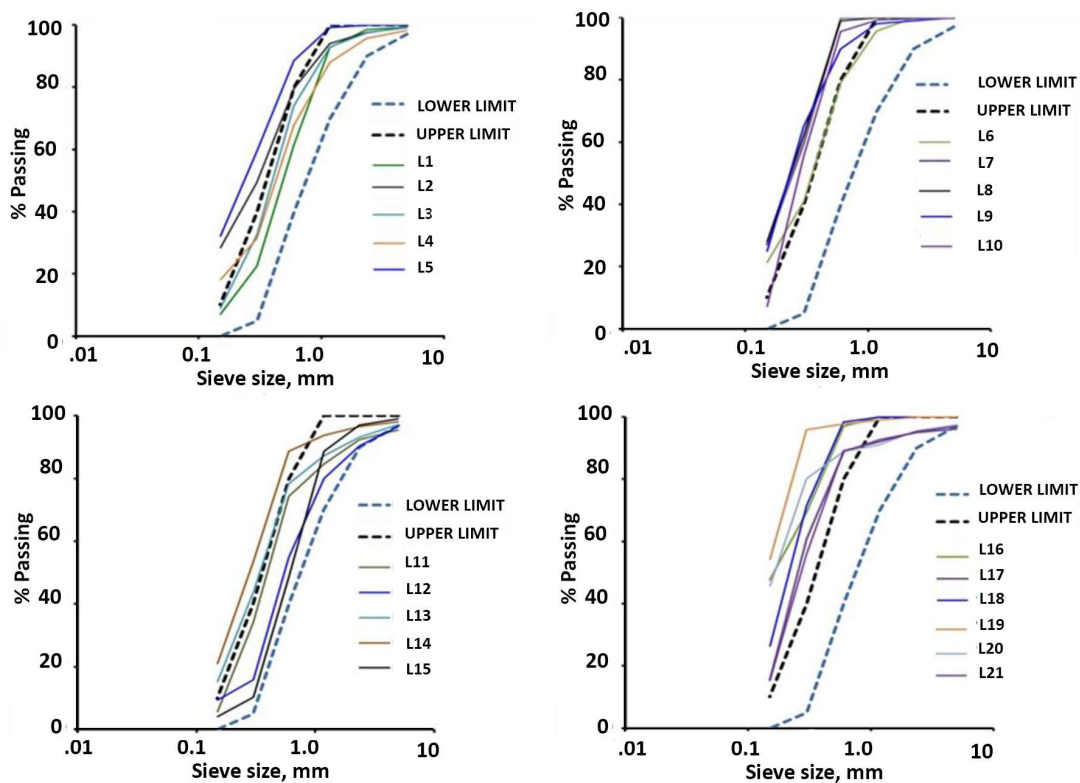 100
80
60
40
20
0
% Passing
.01
0.1
1.0
10
Sieve size, mm
LOWER LIMIT
UPPER LIMIT
L1
L2
L3
L4
L5
100
80
60
40
20
0
% Passing
.01
0.1
1.0
10
Sieve size, mm
LOWER LIMIT
UPPER LIMIT
L6
L7
L8
L9
L10
100
80
60
40
20
0
% Passing
.01
0.1
1.0
10
Sieve size, mm
LOWER LIMIT
UPPER LIMIT
L11
L12
L13
L14
L15
100
80
60
40
20
0
% Passing
.01
0.1
1.0
10
Sieve size, mm
LOWER LIMIT
UPPER LIMIT
L16
L17
L18
L19
L20
L21